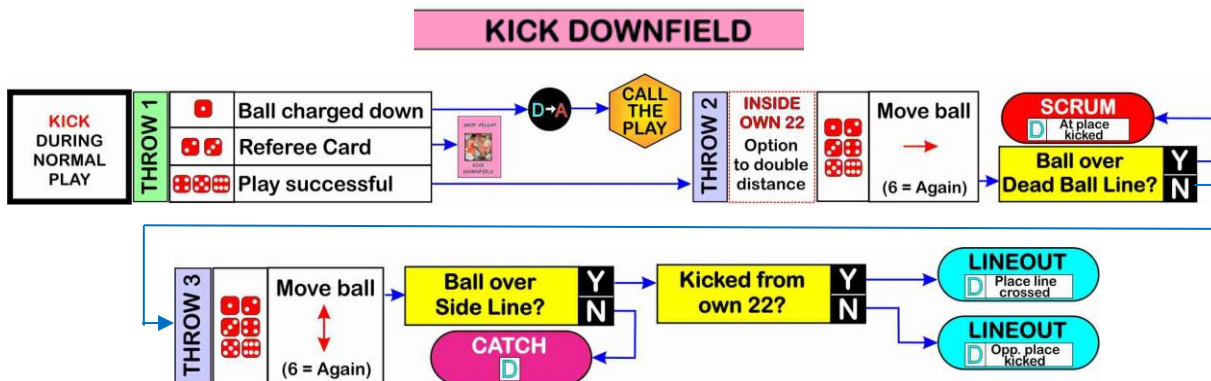 KICK DOWNFIELD
KICK
DURING
NORMAL
PLAY
THROW 1
Ball charged down
Referee Card
Play successful
D→A
KICK
DOWNFIELD
CALL
THE
PLAY
THROW 2
INSIDE
OWN 22
Option
to double
distance
Move ball
(6 = Again)
SCRUM
D At place
kicked
Ball over
Dead Ball Line?
Y
N
THROW 3
Move ball
(6 = Again)
Ball over
Side Line?
Y
N
CATCH
D
Kicked from
own 22?
Y
N
LINEOUT
D Place line
crossed
LINEOUT
D Opp. place
kicked